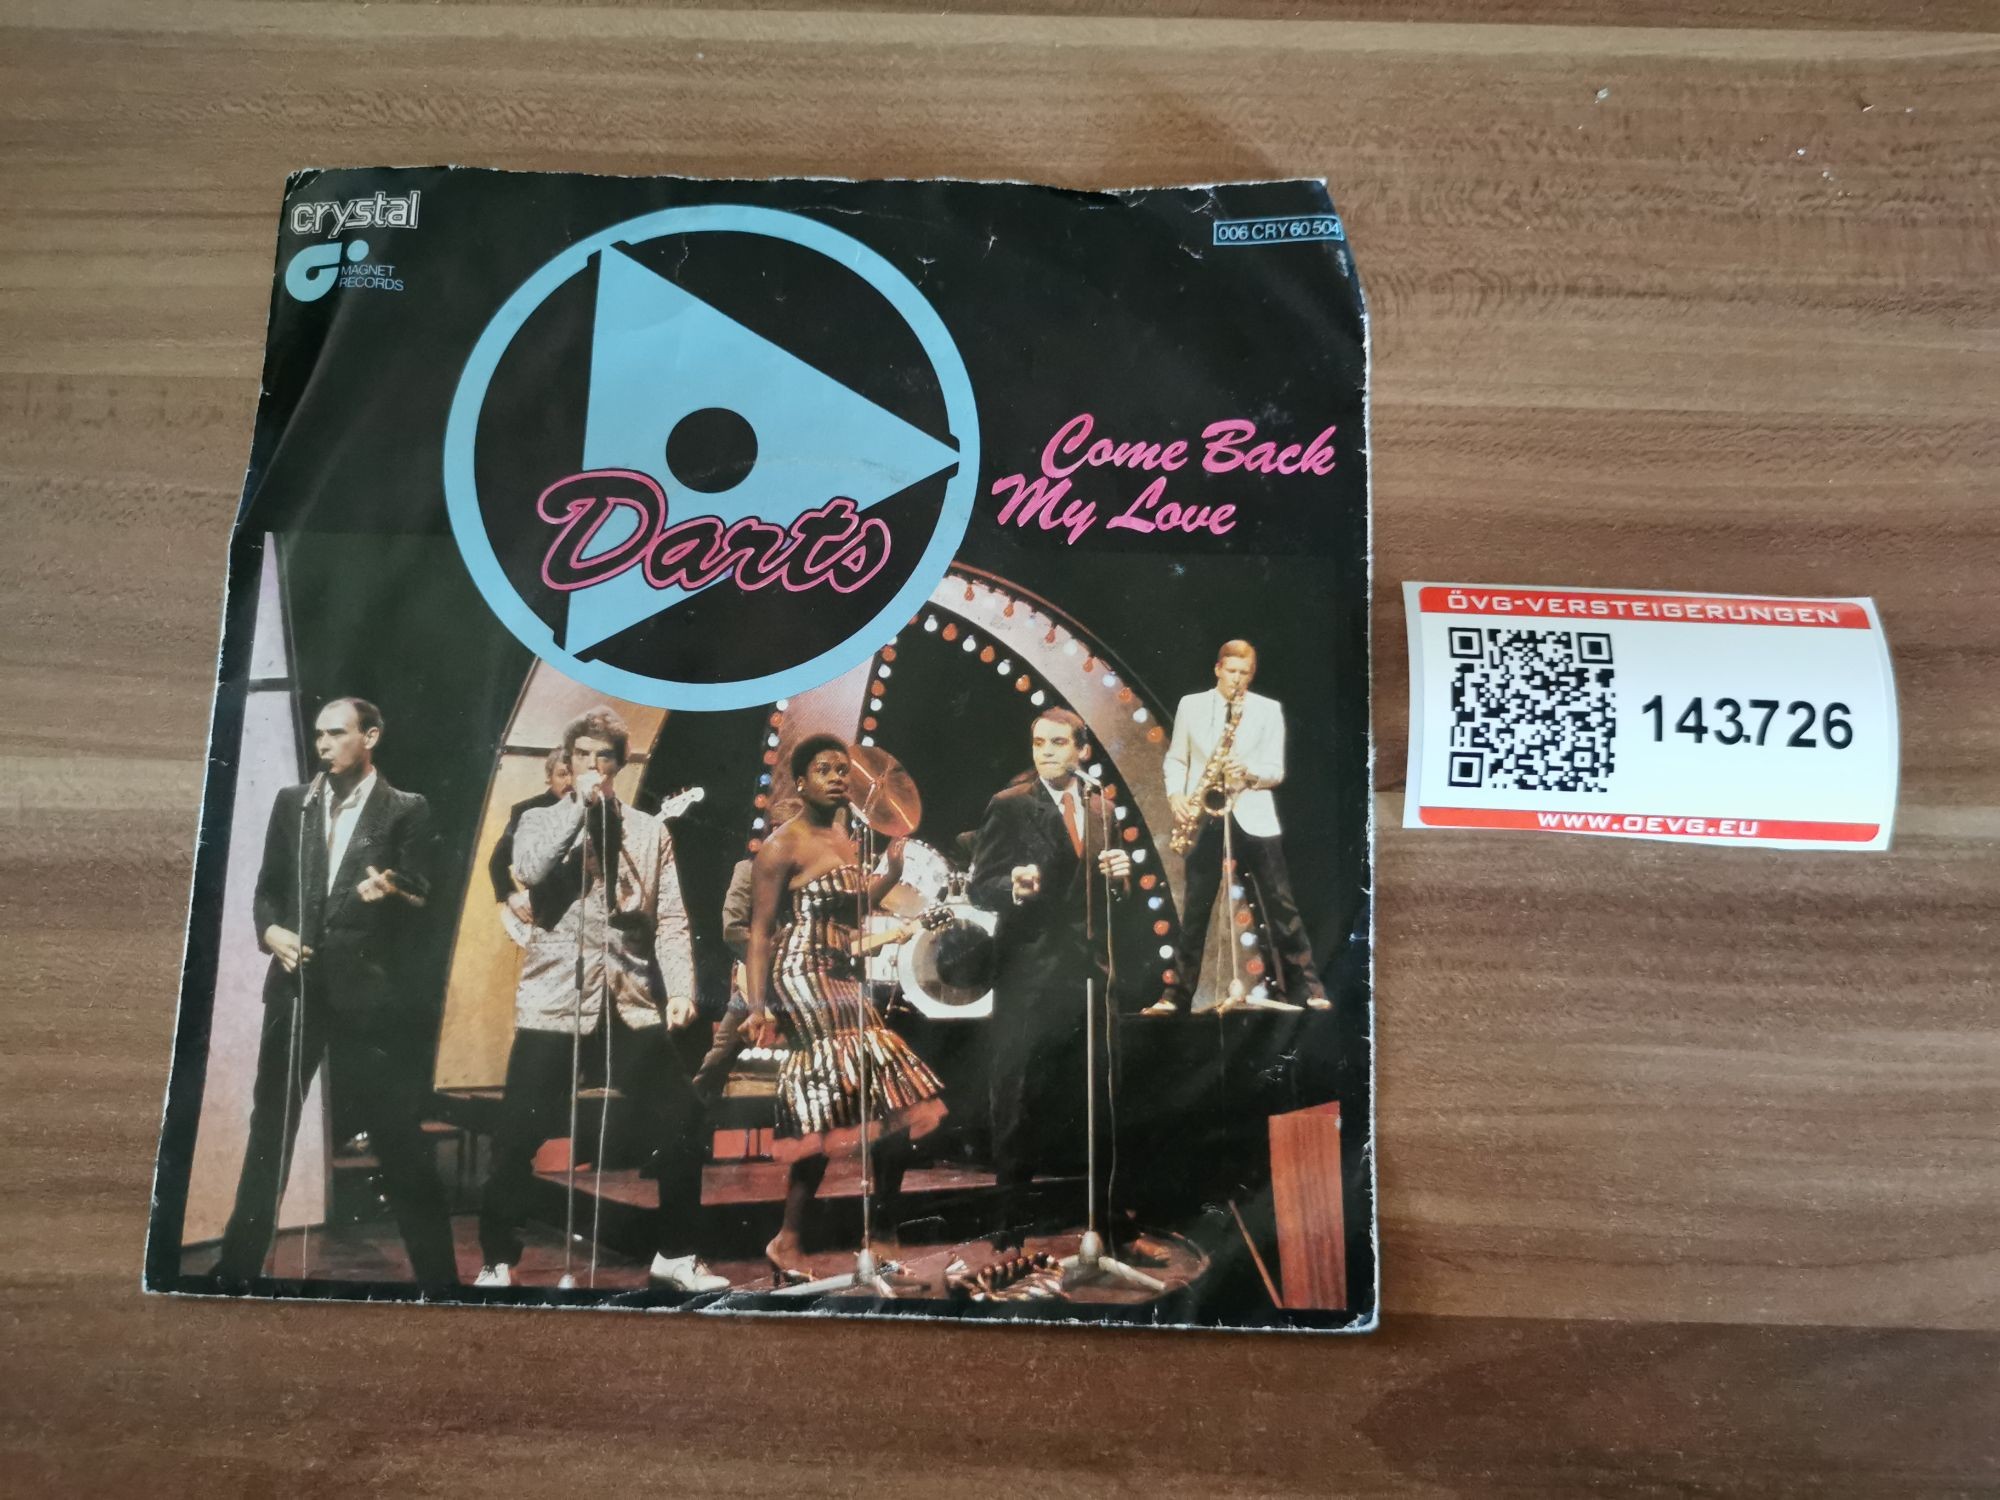 crystal
MAGNET
RECORDS
006 CRY 60 504
Darts
Come Back
My Love
ÖVG-VERSTEIGERUNGEN
143.726
WWW.OEVG.EU